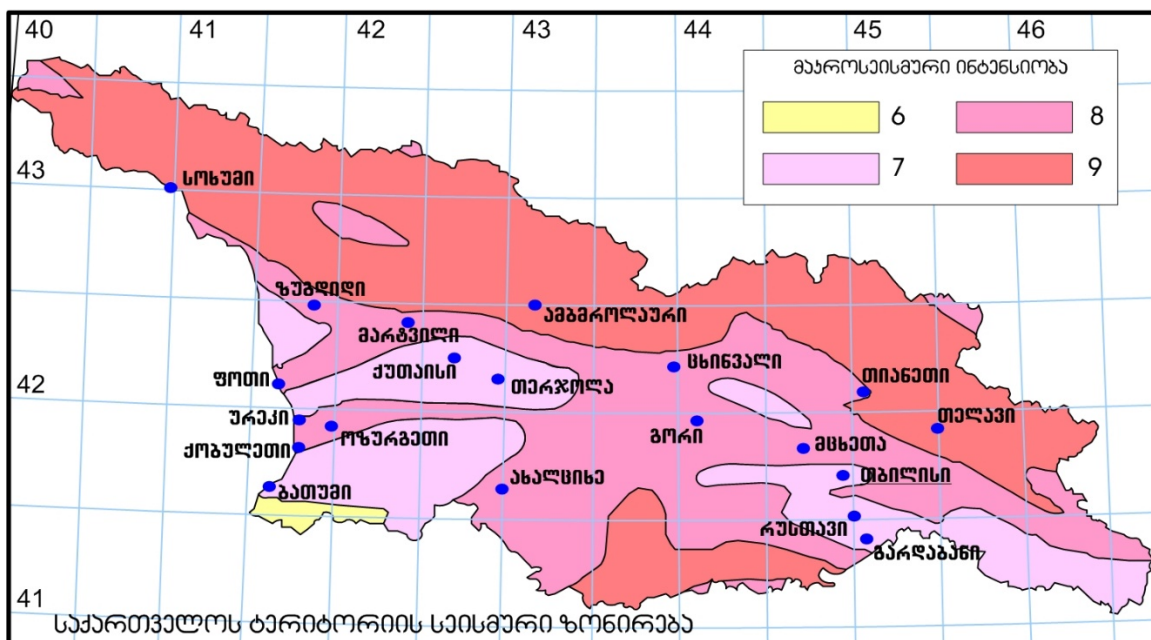 40 41 42 43 44 45 46
მაკროსეისმური ინტენსიობა
6 8
7 9
43
სოხუმი
ზუგდიდი
ამბმროლაური
მარტვილი
ქუთაისი
ცხინვალი
ფოთი
თერჯოლა
თიანეთი
42
ურეკი
თელავი
ოზურგეთი
გორი
მცხეთა
ქობულეთი
ახალციხე
თბილისი
ბათუმი
რუსთავი
გარდაბანი
41
საქართველოს ტერიტორიის სეისმური ზონირება